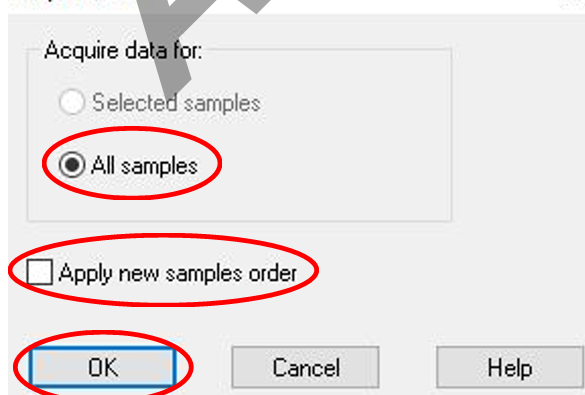 Acquire data for:
Selected samples
All samples
Apply new samples order
OK
Cancel
Help